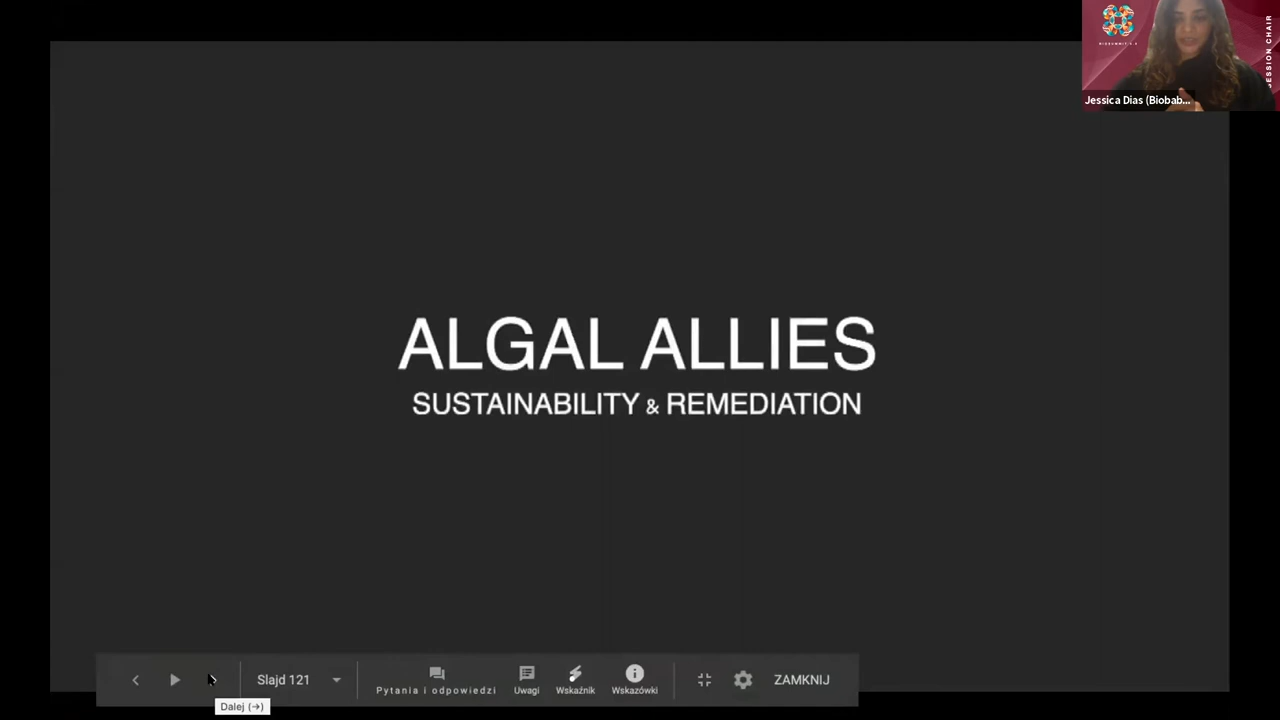 SESSION CHAIR
Jessica Dias (Biobab...
ALGAL ALLIES
SUSTAINABILITY & REMEDIATION
Slajd 121
Pytania i odpowiedzi
Uwagi
Wskaźnik
Wskazówki
ZAMKNIJ
Dalej (→)